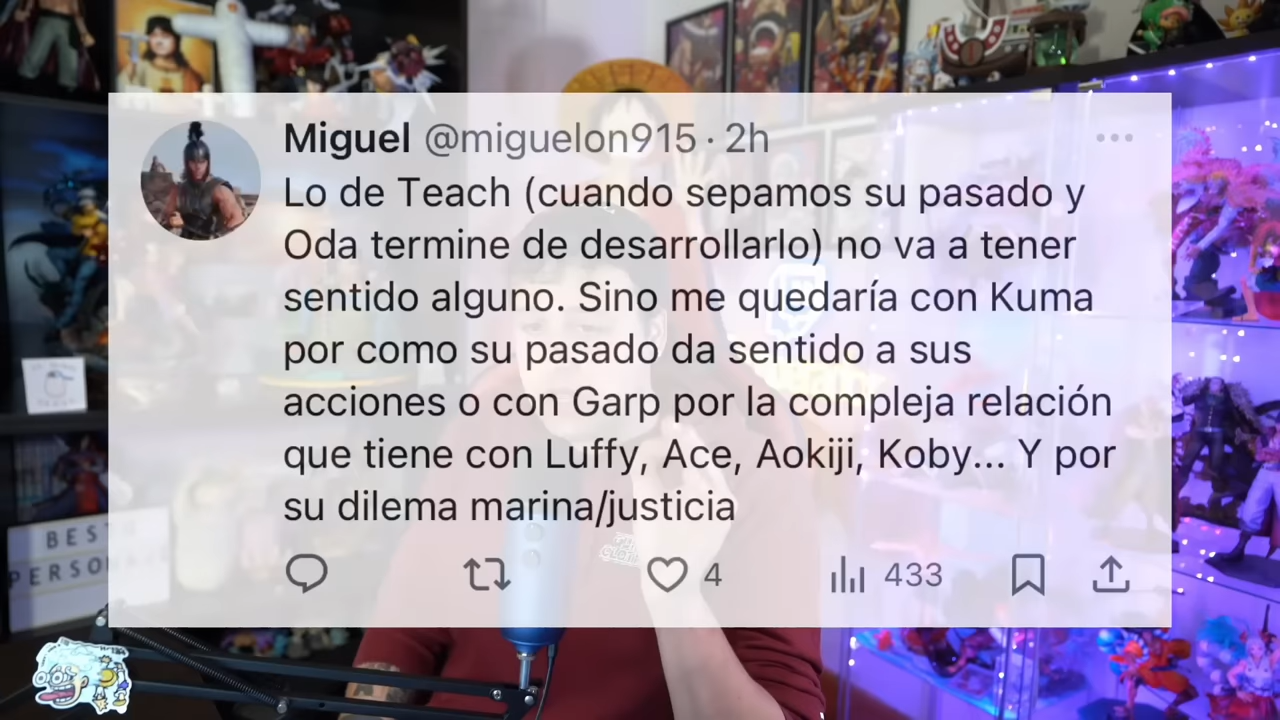 Miguel @miguelon915 · 2h
Lo de Teach (cuando sepamos su pasado y
Oda termine de desarrollarlo) no va a tener
sentido alguno. Sino me quedaría con Kuma
por como su pasado da sentido a sus
acciones o con Garp por la compleja relación
que tiene con Luffy, Ace, Aokiji, Koby... Y por
su dilema marina/justicia
4 433
BEST
PERSO